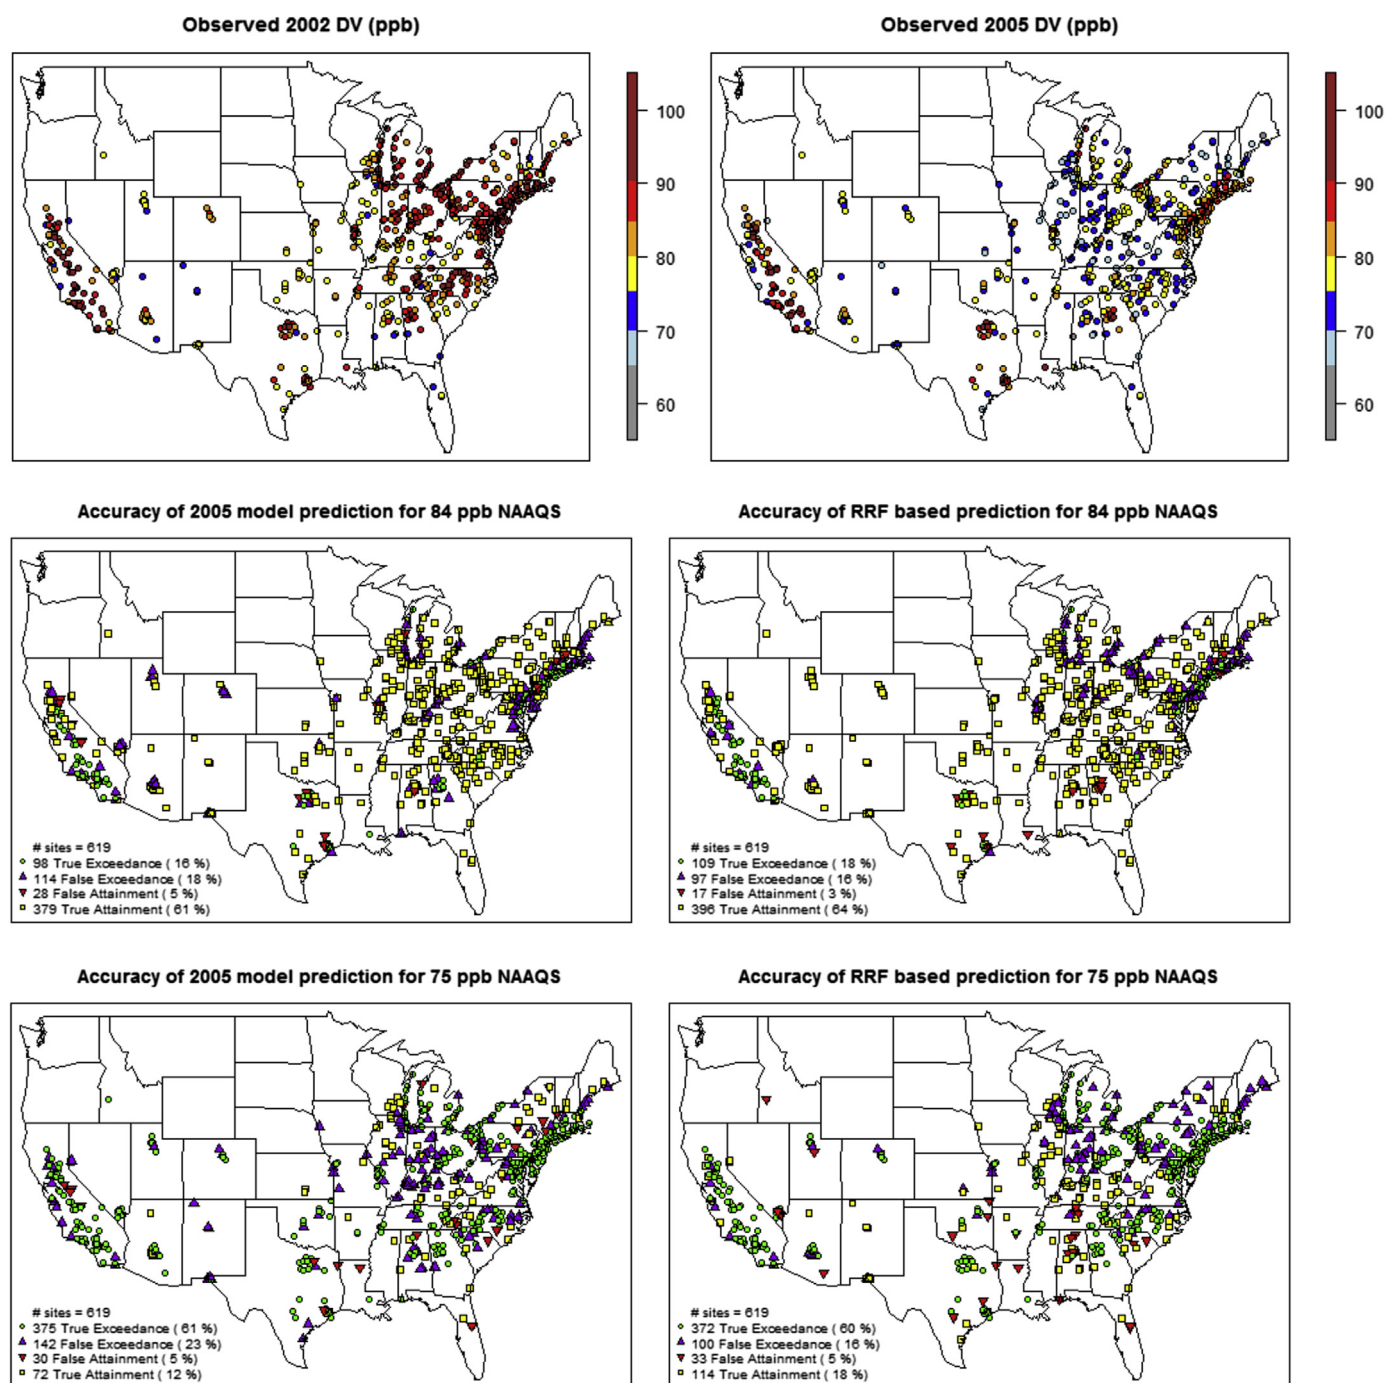 Observed 2002 DV (ppb)
Observed 2005 DV (ppb)
100
90
80
70
60
100
90
80
70
60
Accuracy of 2005 model prediction for 84 ppb NAAQS
Accuracy of RRF based prediction for 84 ppb NAAQS
# sites = 619
98 True Exceedance ( 16 %)
114 False Exceedance ( 18 %)
28 False Attainment ( 5 %)
379 True Attainment ( 61 %)
# sites = 619
109 True Exceedance ( 18 %)
97 False Exceedance ( 16 %)
17 False Attainment ( 3 %)
396 True Attainment ( 64 %)
Accuracy of 2005 model prediction for 75 ppb NAAQS
Accuracy of RRF based prediction for 75 ppb NAAQS
# sites = 619
375 True Exceedance ( 61 %)
142 False Exceedance ( 23 %)
30 False Attainment ( 5 %)
72 True Attainment ( 12 %)
# sites = 619
372 True Exceedance ( 60 %)
100 False Exceedance ( 16 %)
33 False Attainment ( 5 %)
114 True Attainment ( 18 %)